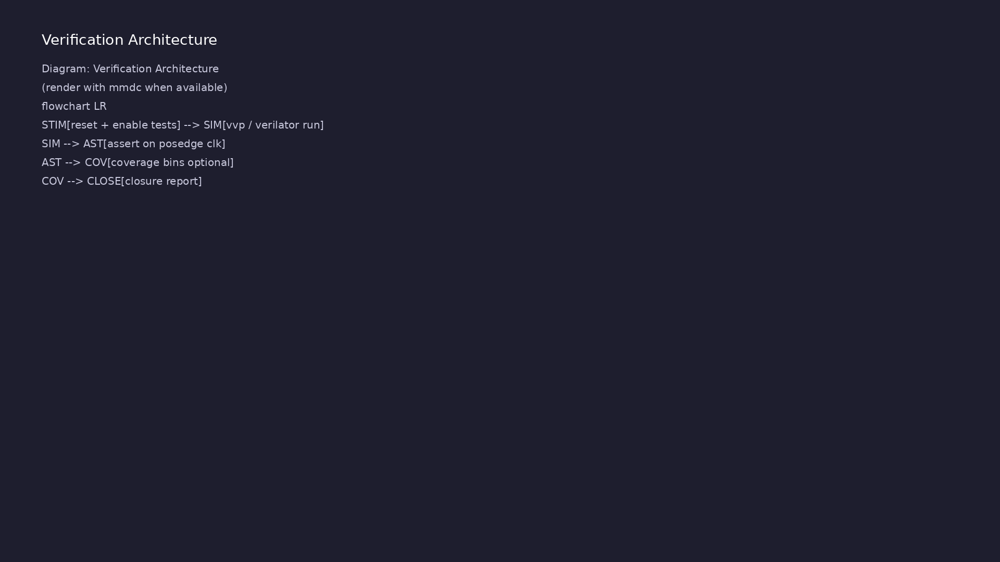 Verification Architecture
Diagram: Verification Architecture
(render with mmdc when available)
flowchart LR
STIM[reset + enable tests] --> SIM[vvp / verilator run]
SIM --> AST[assert on posedge clk]
AST --> COV[coverage bins optional]
COV --> CLOSE[closure report]